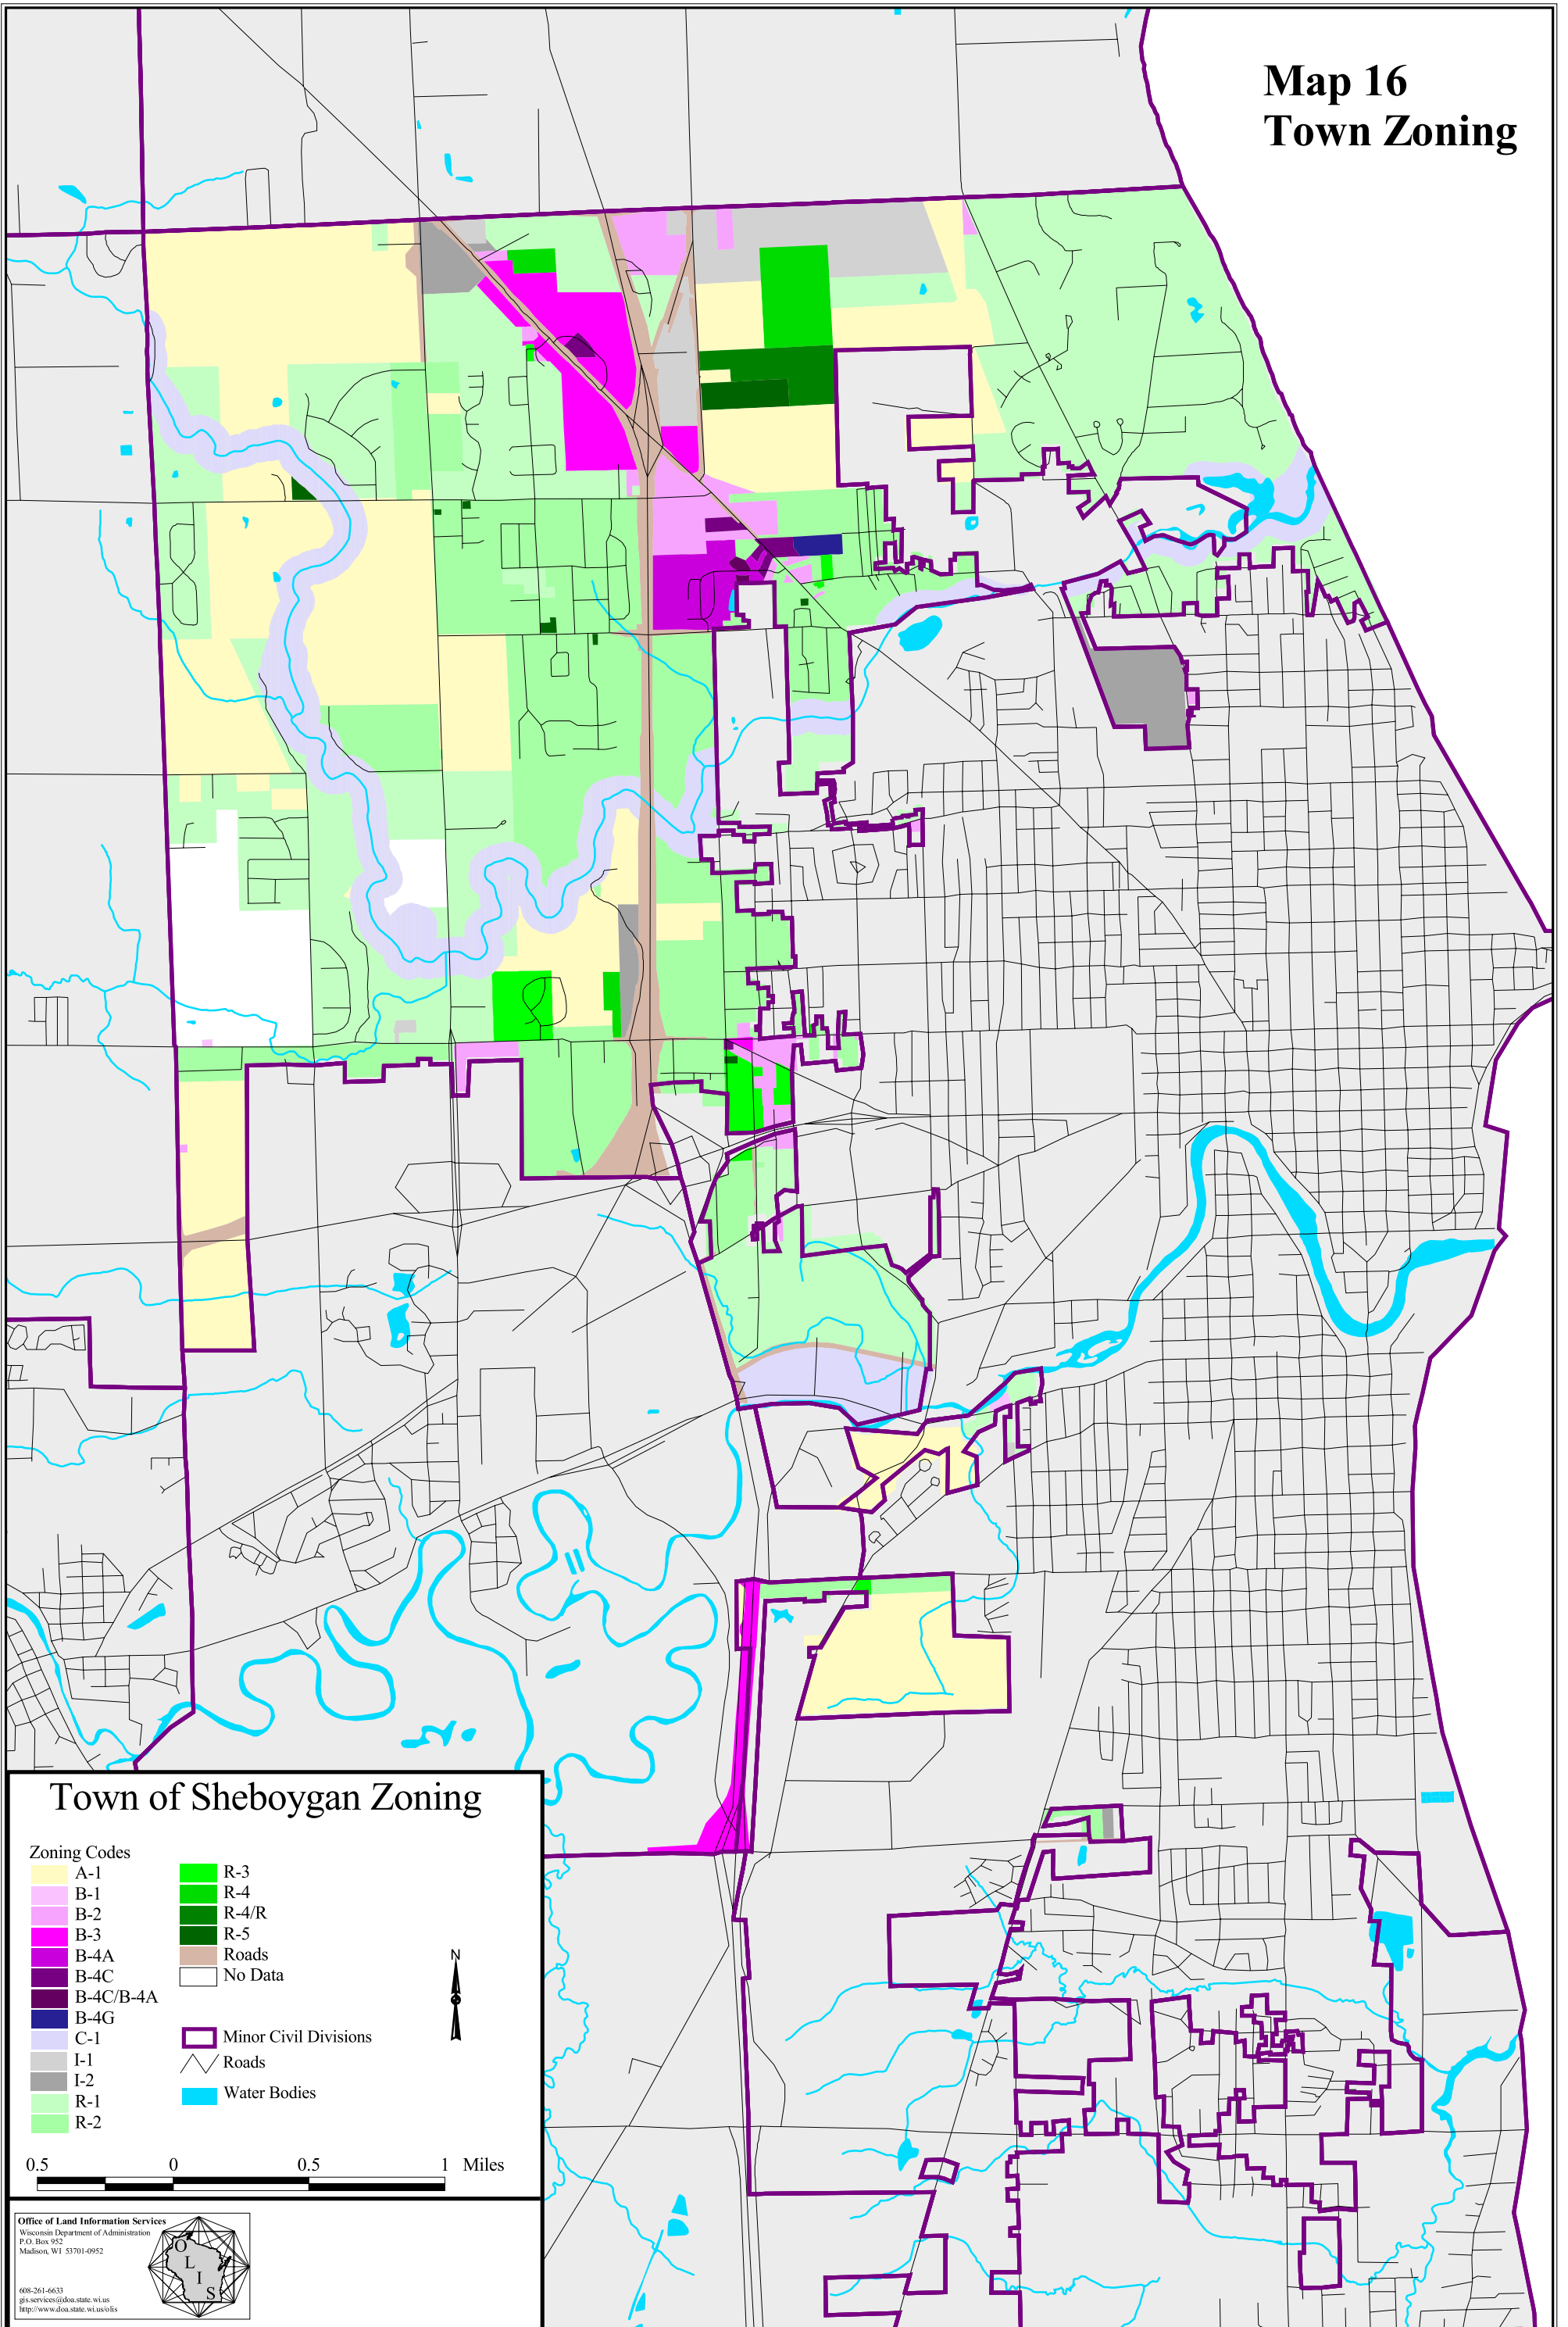 Map 16
Town Zoning
Town of Sheboygan Zoning
Zoning Codes
A-1
B-1
B-2
B-3
B-4A
B-4C
B-4C/B-4A
B-4G
C-1
I-1
I-2
R-1
R-2
R-3
R-4
R-4/R
R-5
Roads
No Data
Minor Civil Divisions
Roads
Water Bodies
N
0.5 0 0.5 1 Miles
Office of Land Information Services
Wisconsin Department of Administration
P.O. Box 952
Madison, WI 53701-0952
608-261-6633
gis.services@doa.state.wi.us
http://www.doa.state.wi.us/olis
O
L
I
S